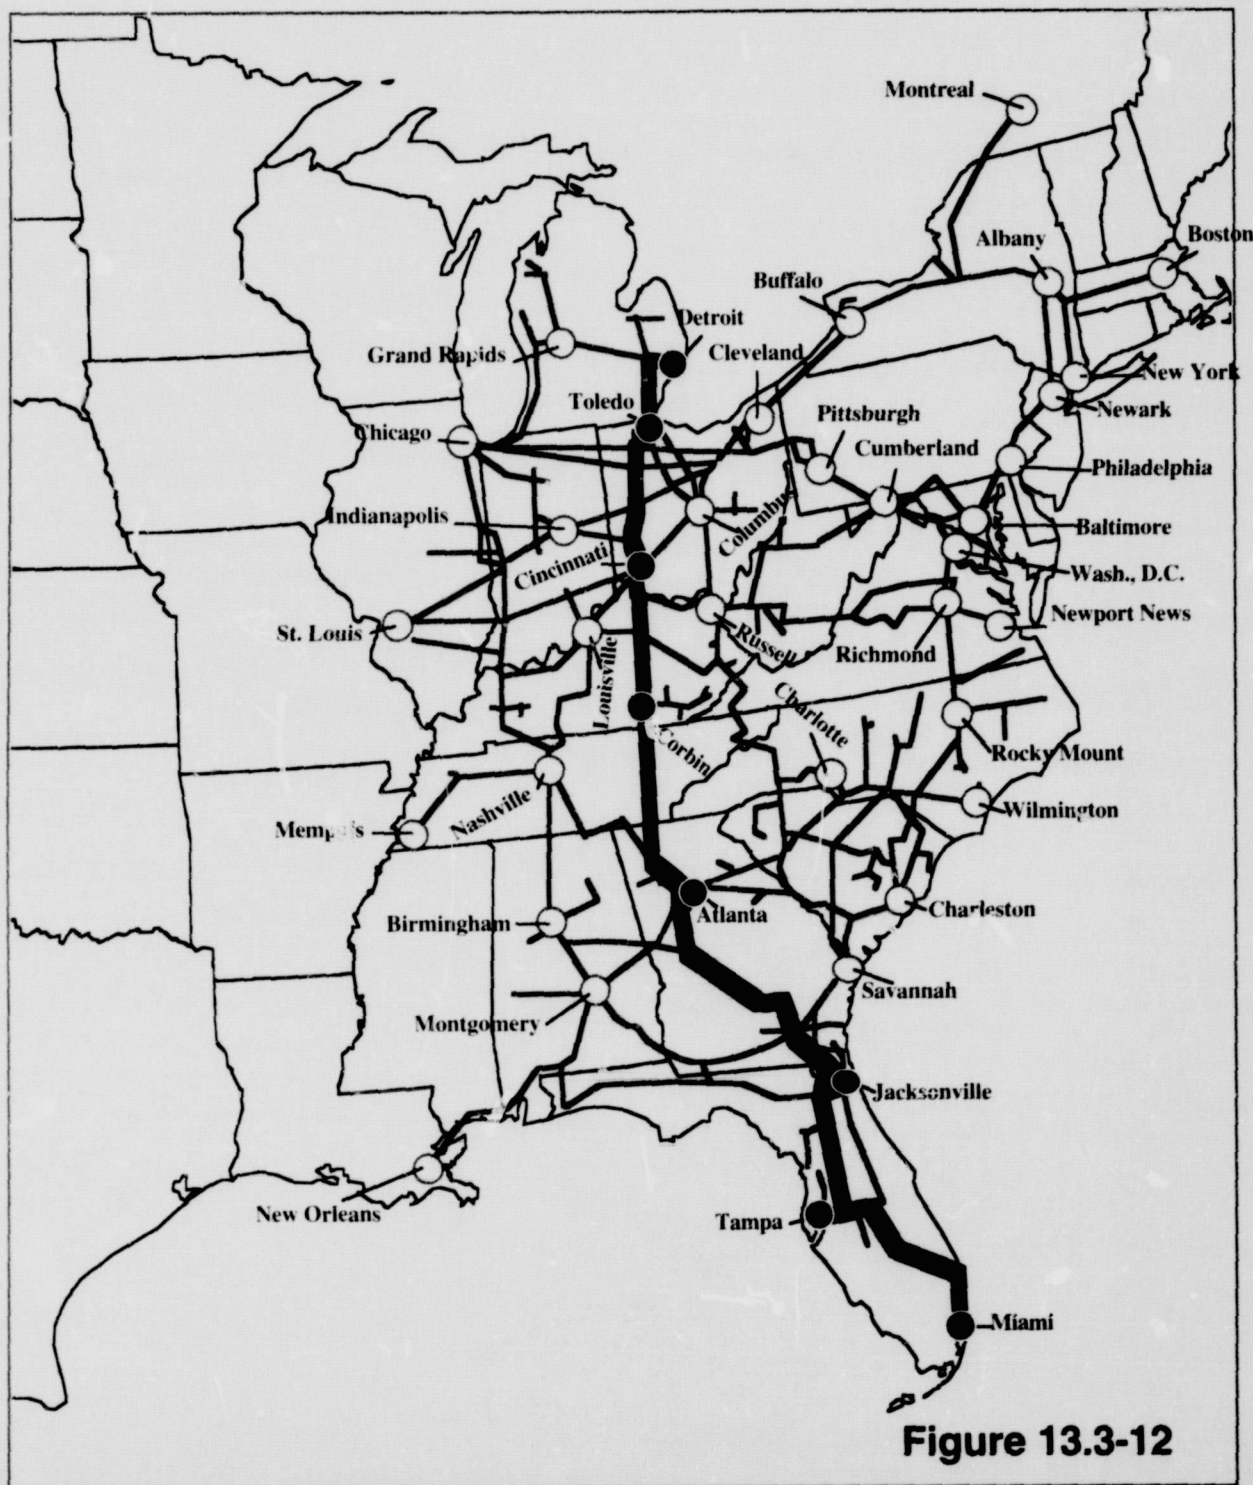 Montreal
Albany
Boston
Buffalo
Detroit
Grand Rapids
Cleveland
New York
Toledo
Newark
Pittsburgh
Chicago
Cumberland
Philadelphia
Indianapolis
Columbus
Baltimore
Cincinnati
Wash., D.C.
Newport News
St. Louis
Russell
Richmond
Louisville
Charlotte
Corbin
Rocky Mount
Nashville
Wilmington
Atlanta
Charleston
Birmingham
Savannah
Montgomery
Jacksonville
New Orleans
Tampa
Miami
Figure 13.3-12